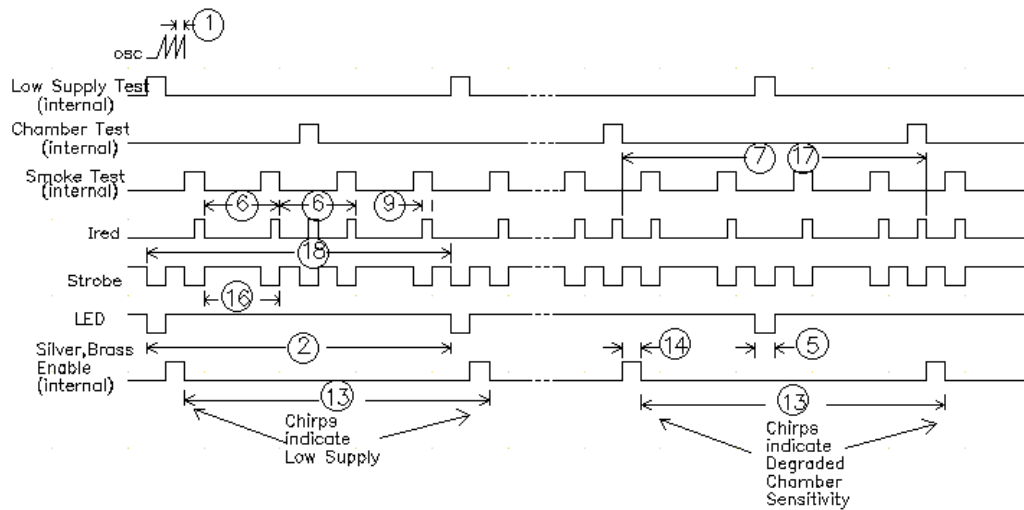 1
osc
Low Supply Test
(internal)
Chamber Test
(internal)
7 17
Smoke Test
(internal)
6 6 9
Ired
18
Strobe
16
LED
Silver,Brass
Enable
(internal)
2 14 5
13 13
Chirps
indicate
Low Supply
Chirps
indicate
Degraded
Chamber
Sensitivity